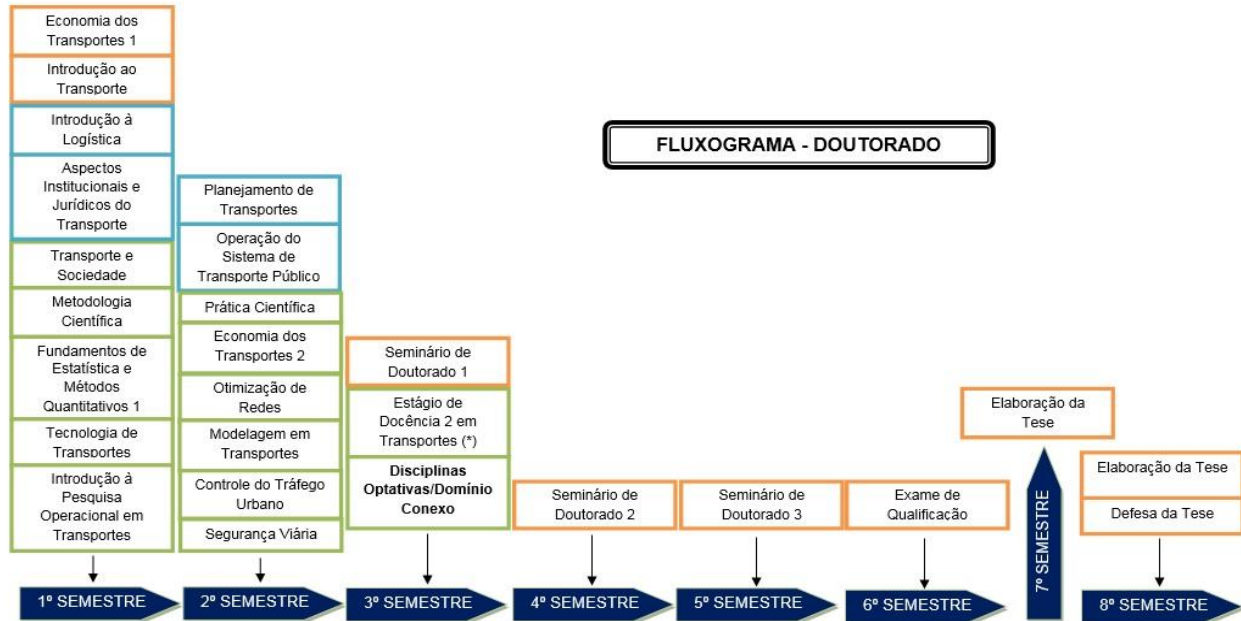 FLUXOGRAMA - DOUTORADO
Economia dos
Transportes 1
Introdução ao
Transporte
Introdução à
Logística
Aspectos
Institucionais e
Jurídicos do
Transporte
Transporte e
Sociedade
Metodologia
Científica
Fundamentos de
Estatística e
Métodos
Quantitativos 1
Tecnologia de
Transportes
Introdução à
Pesquisa
Operacional em
Transportes
1º SEMESTRE
Planejamento de
Transportes
Operação do
Sistema de
Transporte Público
Prática Científica
Economia dos
Transportes 2
Otimização de
Redes
Modelagem em
Transportes
Controle do Tráfego
Urbano
Segurança Viária
2º SEMESTRE
Seminário de
Doutorado 1
Estágio de
Docência 2 em
Transportes (*)
Disciplinas
Optativas/Domínio
Conexo
3º SEMESTRE
Seminário de
Doutorado 2
4º SEMESTRE
Seminário de
Doutorado 3
5º SEMESTRE
Exame de
Qualificação
6º SEMESTRE
Elaboração da
Tese
7º SEMESTRE
Elaboração da Tese
Defesa da Tese
8º SEMESTRE